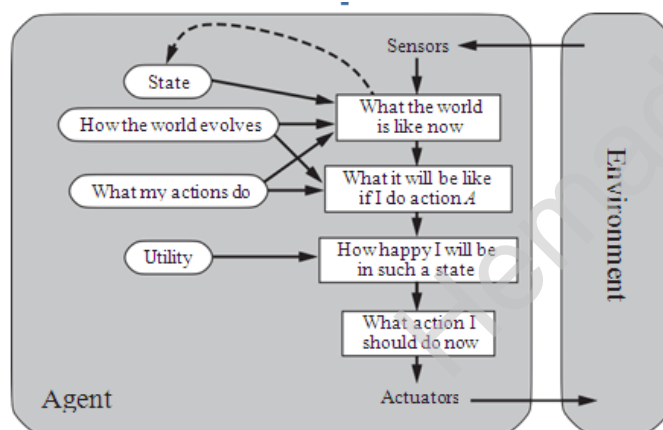 Sensors
State
What the world
is like now
How the world evolves
What it will be like
if I do action A
What my actions do
How happy I will be
in such a state
Utility
What action I
should do now
Agent
Actuators
Environment
Hemad